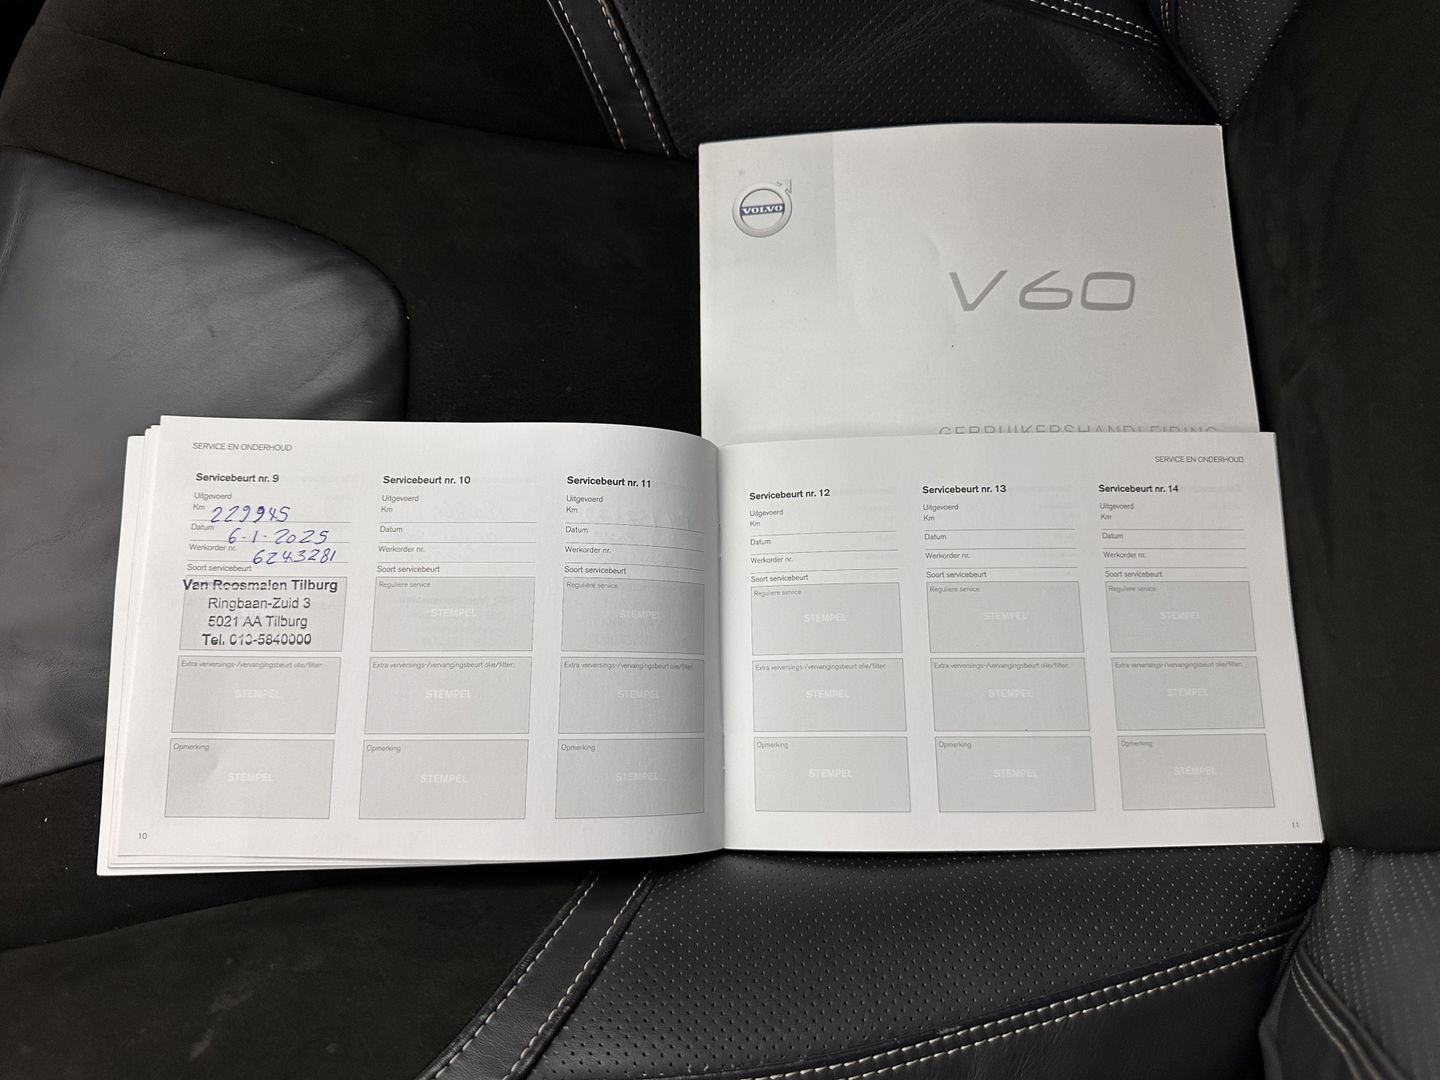 VOLVO
V60
GEBRUIKERSHANDLEIDING
SERVICE EN ONDERHOUD
Servicebeurt nr. 9
Uitgevoerd
Km 229945
Datum 6-1-2025
Werkorder nr. 6243281
Soort servicebeurt
Van Roosmalen Tilburg
Ringbaan-Zuid 3
5021 AA Tilburg
Tel. 013-5840000
Extra verversings-/vervangingsbeurt olie/filter:
STEMPEL
Opmerking
STEMPEL
Servicebeurt nr. 10
Uitgevoerd
Km
Datum
Werkorder nr.
Soort servicebeurt
Reguliere service
STEMPEL
Extra verversings-/vervangingsbeurt olie/filter:
STEMPEL
Opmerking
STEMPEL
Servicebeurt nr. 11
Uitgevoerd
Km
Datum
Werkorder nr.
Soort servicebeurt
Reguliere service
STEMPEL
Extra verversings-/vervangingsbeurt olie/filter:
STEMPEL
Opmerking
STEMPEL
10
SERVICE EN ONDERHOUD
Servicebeurt nr. 12
Uitgevoerd
Km
Datum
Werkorder nr.
Soort servicebeurt
Reguliere service
STEMPEL
Extra verversings-/vervangingsbeurt olie/filter:
STEMPEL
Opmerking
STEMPEL
Servicebeurt nr. 13
Uitgevoerd
Km
Datum
Werkorder nr.
Soort servicebeurt
Reguliere service
STEMPEL
Extra verversings-/vervangingsbeurt olie/filter:
STEMPEL
Opmerking
STEMPEL
Servicebeurt nr. 14
Uitgevoerd
Km
Datum
Werkorder nr.
Soort servicebeurt
Reguliere service
STEMPEL
Extra verversings-/vervangingsbeurt olie/filter:
STEMPEL
Opmerking
STEMPEL
11